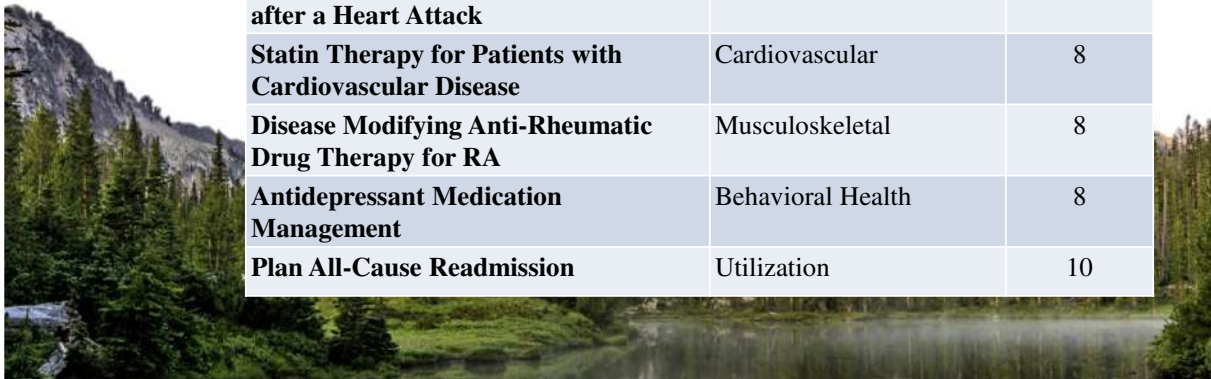 after a Heart Attack
Statin Therapy for Patients with Cardiovascular 8
Cardiovascular Disease
Disease Modifying Anti-Rheumatic Musculoskeletal 8
Drug Therapy for RA
Antidepressant Medication Behavioral Health 8
Management
Plan All-Cause Readmission Utilization 10